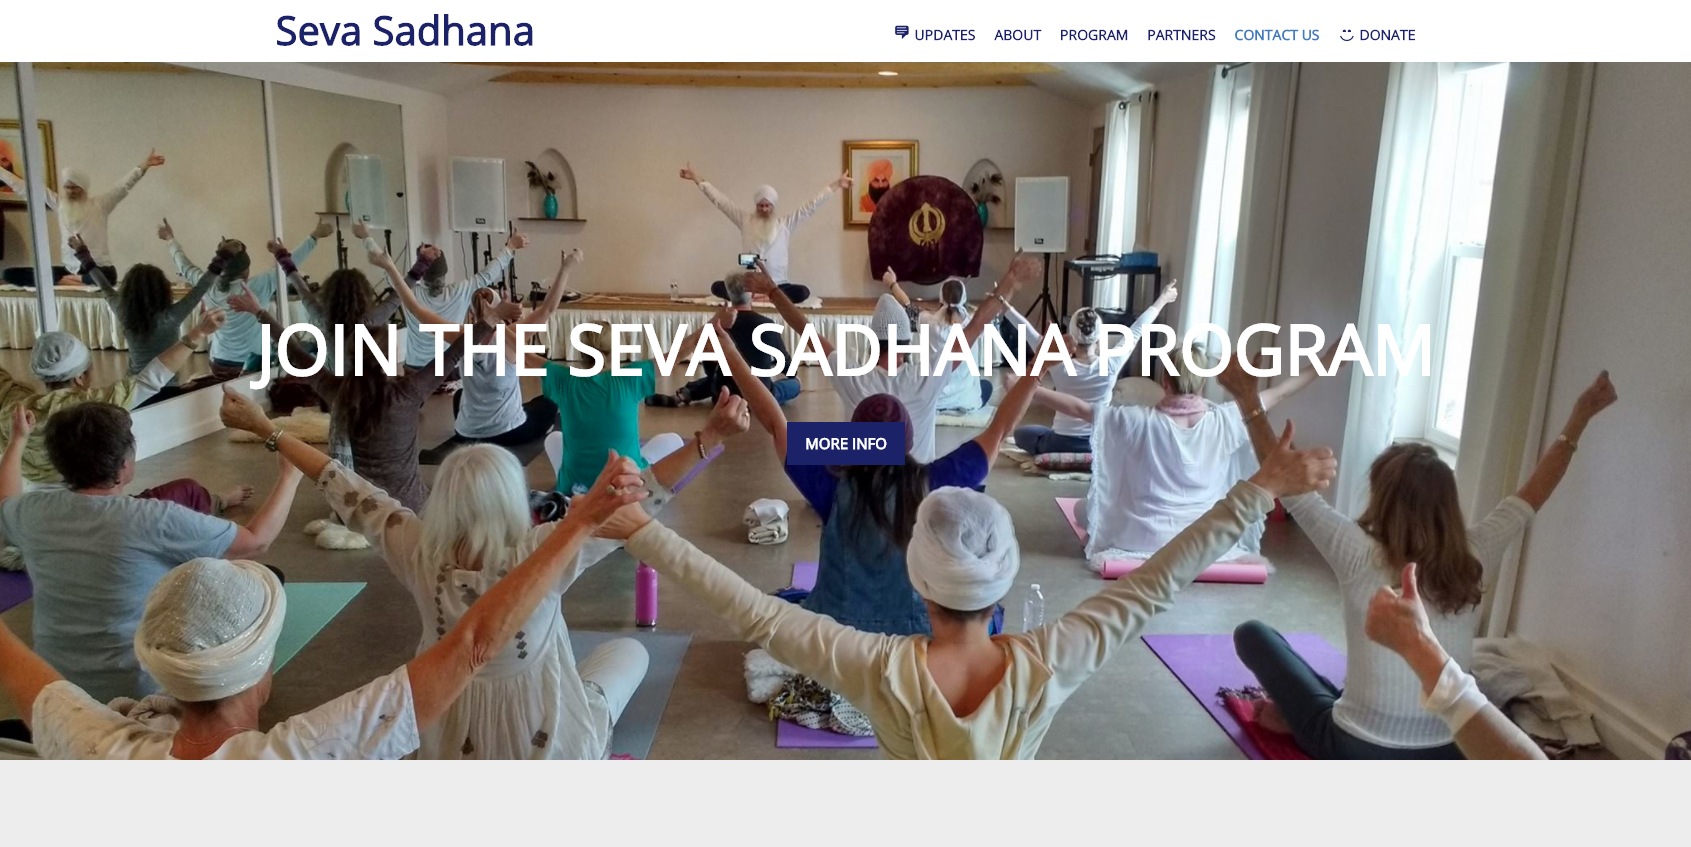 Seva Sadhana
UPDATES ABOUT PROGRAM PARTNERS CONTACT US DONATE
JOIN THE SEVA SADHANA PROGRAM
MORE INFO